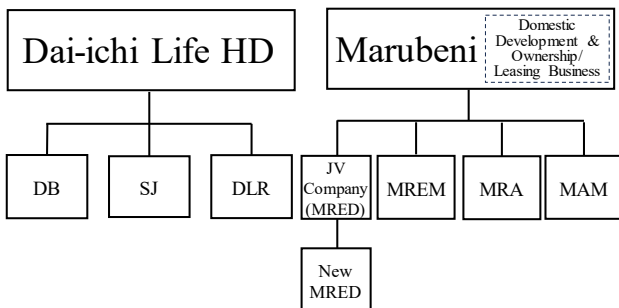 Dai-ichi Life HD
Marubeni
Domestic
Development &
Ownership/
Leasing Business
DB
SJ
DLR
JV
Company
(MRED)
MREM
MRA
MAM
New
MRED